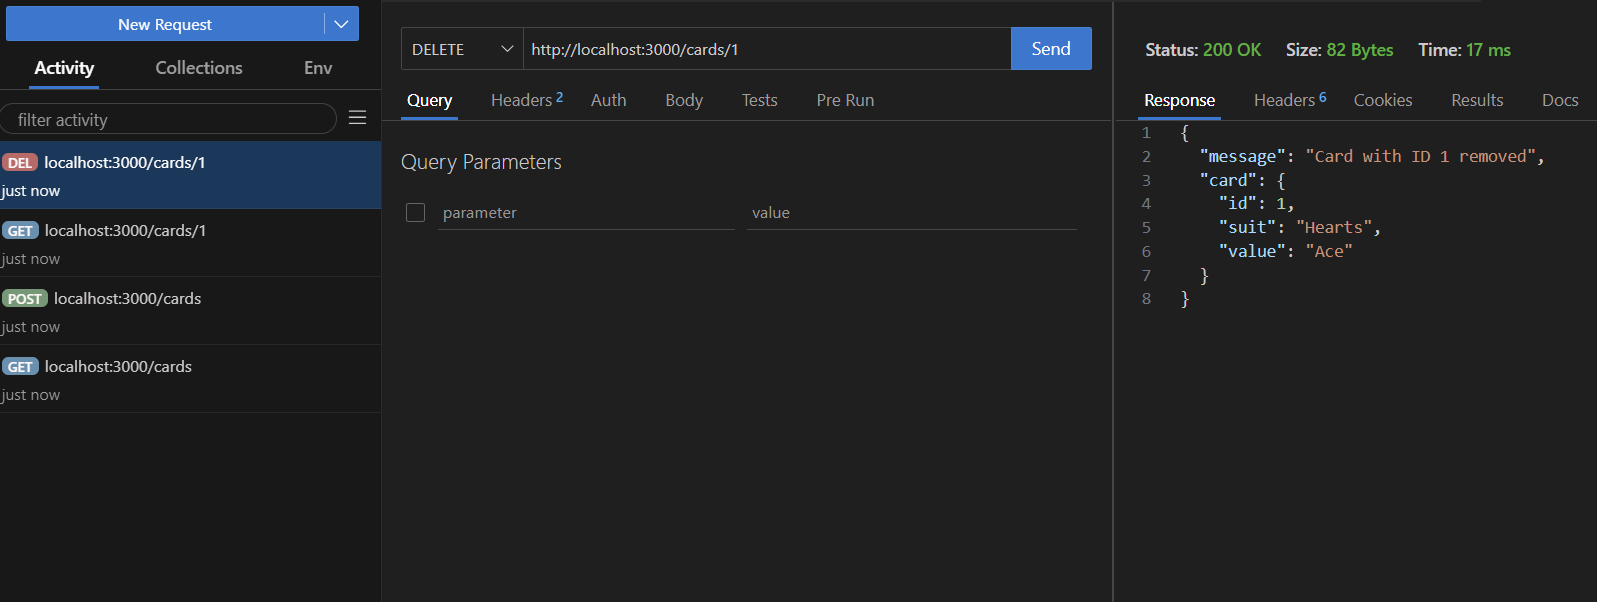 New Request
Activity Collections Env
filter activity
DEL localhost:3000/cards/1
just now
GET localhost:3000/cards/1
just now
POST localhost:3000/cards
just now
GET localhost:3000/cards
just now
DELETE http://localhost:3000/cards/1 Send
Query Headers 2 Auth Body Tests Pre Run
Query Parameters
parameter value
Status: 200 OK Size: 82 Bytes Time: 17 ms
Response Headers 6 Cookies Results Docs
1 {
2 "message": "Card with ID 1 removed",
3 "card": {
4 "id": 1,
5 "suit": "Hearts",
6 "value": "Ace"
7 }
8 }